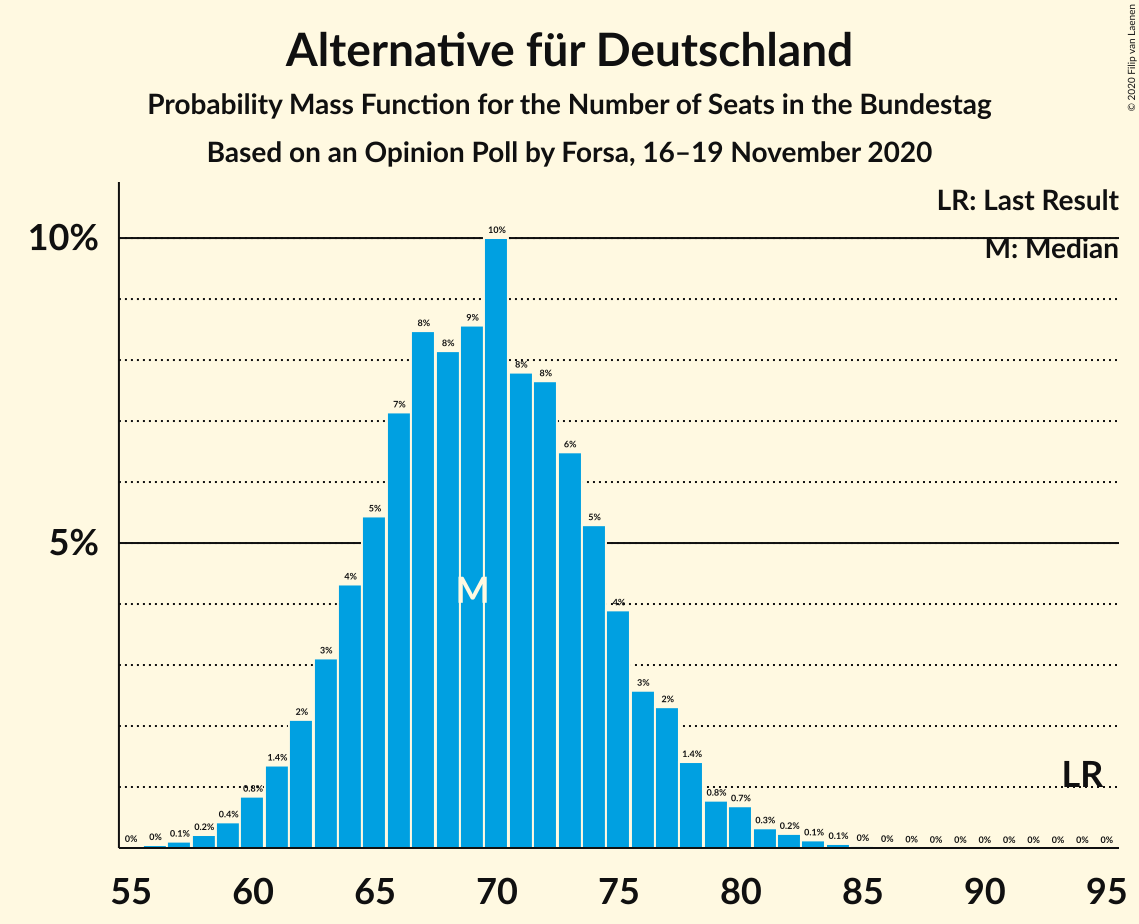 Alternative für Deutschland
Probability Mass Function for the Number of Seats in the Bundestag
Based on an Opinion Poll by Forsa, 16–19 November 2020
© 2020 Filip van Laenen
LR: Last Result
M: Median
10%
5%
0% 0% 0.1% 0.2% 0.4% 0.8% 1.4% 2% 3% 4% 5% 7% 8% 8% 9% 10% 8% 8% 6% 5% 4% 3% 2% 1.4% 0.8% 0.7% 0.3% 0.2% 0.1% 0.1% 0% 0% 0% 0% 0% 0% 0% 0% 0% 0% 0%
M
LR
55 60 65 70 75 80 85 90 95